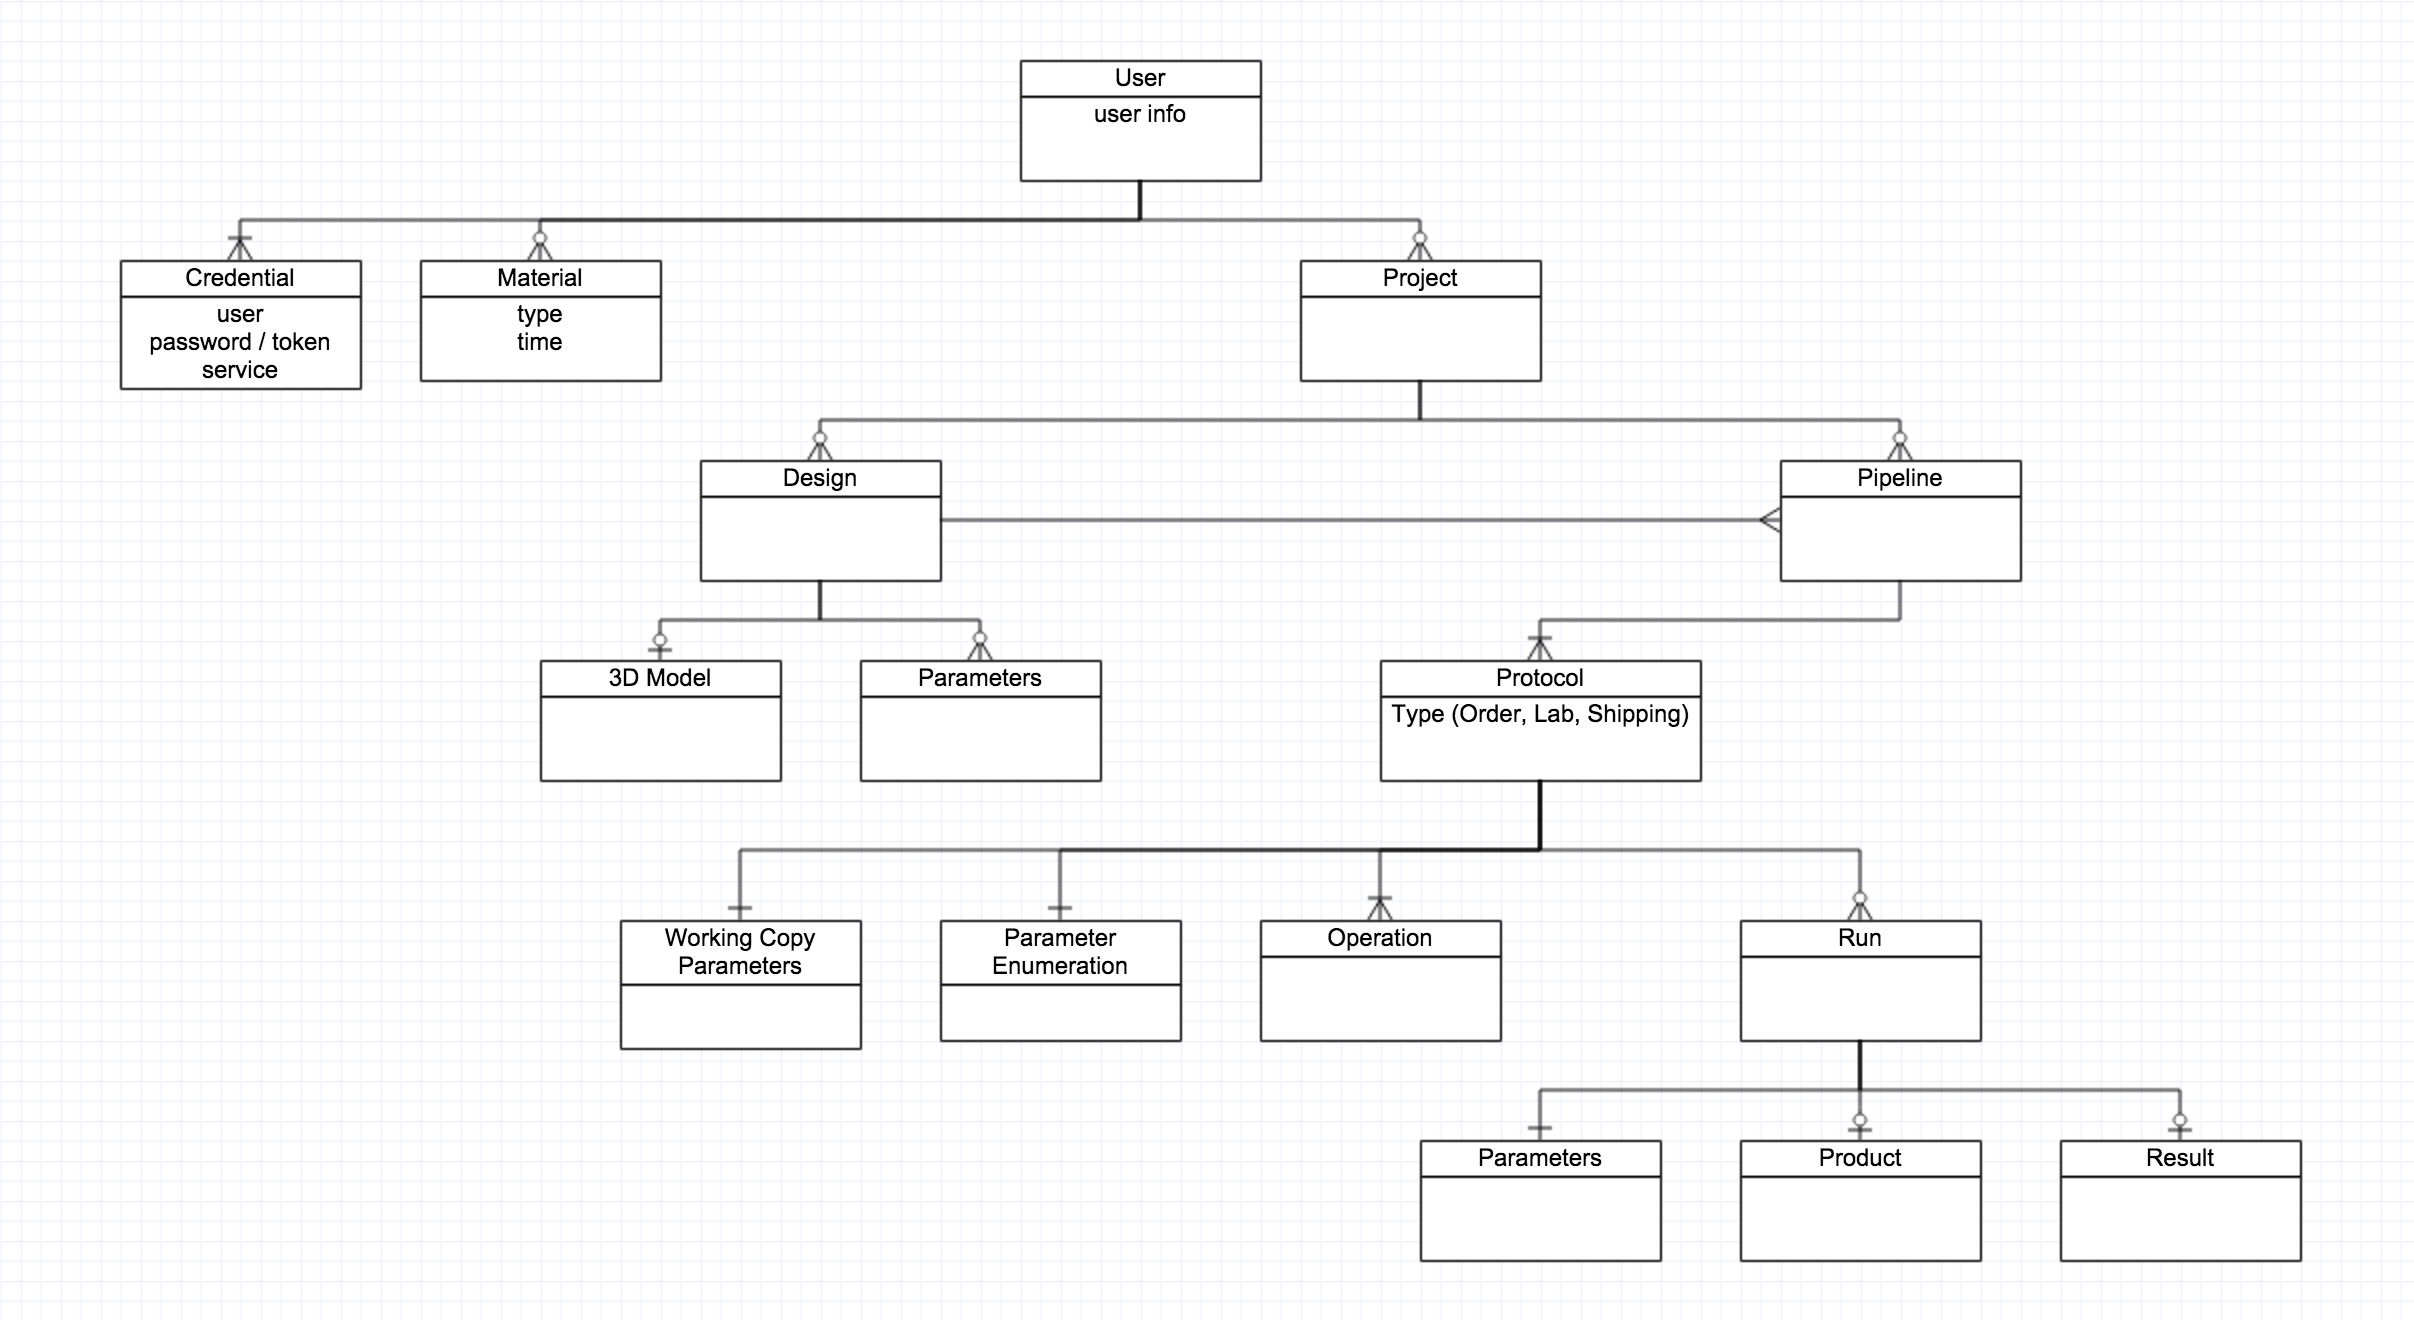 User
user info
Credential
user
password / token
service
Material
type
time
Project
Design
Pipeline
3D Model
Parameters
Protocol
Type (Order, Lab, Shipping)
Working Copy
Parameters
Parameter
Enumeration
Operation
Run
Parameters
Product
Result